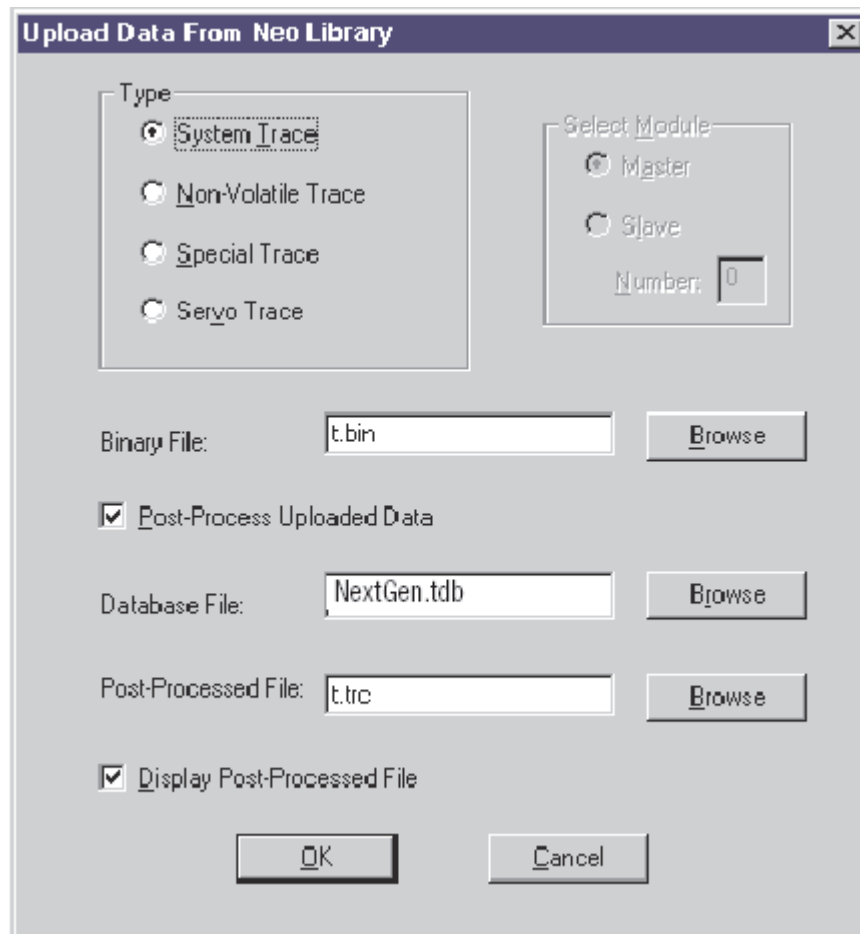 Upload Data From Neo Library
Type
System Trace
Non-Volatile Trace
Special Trace
Servo Trace
Select Module
Master
Slave
Number: 0
Binary File: t.bin Browse
Post-Process Uploaded Data
Database File: NextGen.tdb Browse
Post-Processed File: t.trc Browse
Display Post-Processed File
OK Cancel